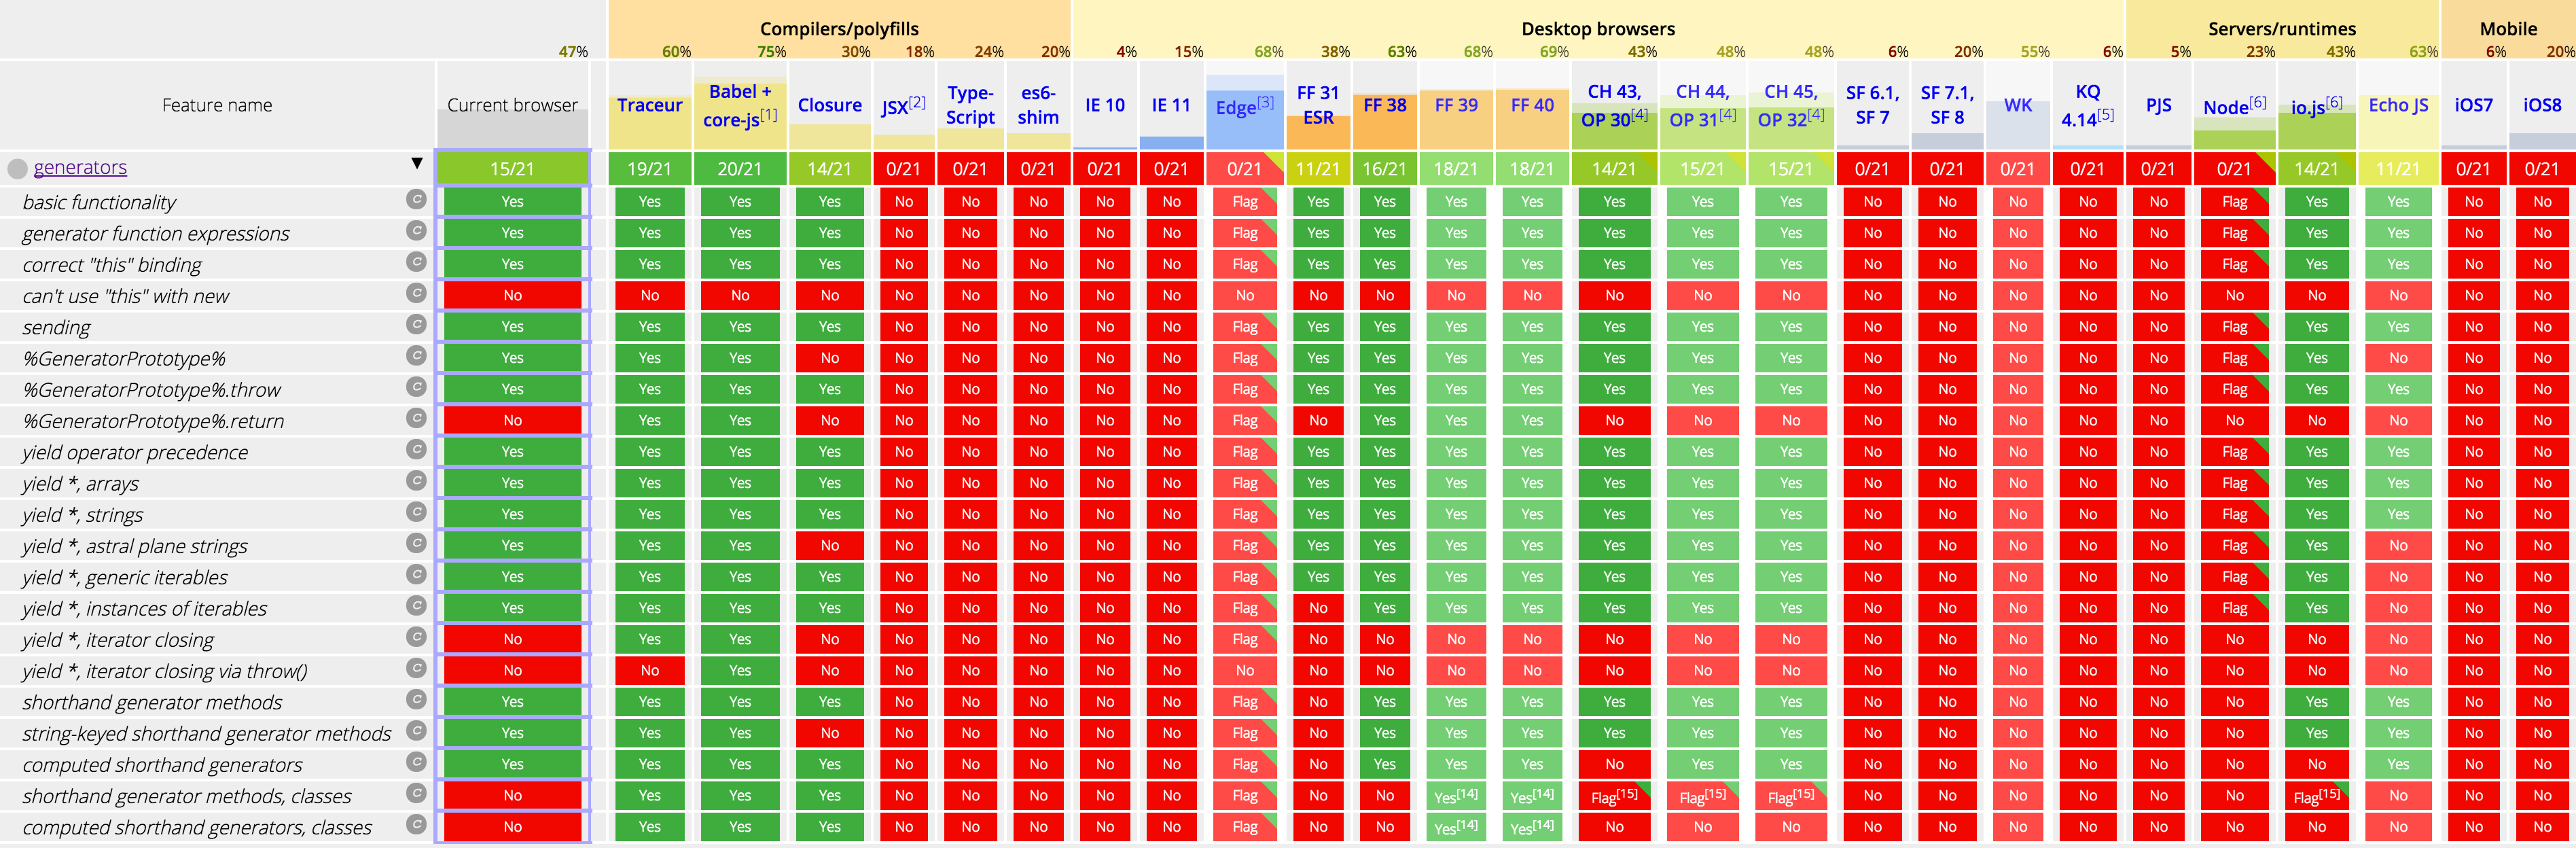 Compilers/polyfills Desktop browsers Servers/runtimes Mobile
47% 60% 75% 30% 18% 24% 20% 4% 15% 68% 38% 63% 68% 69% 43% 48% 48% 6% 20% 55% 6% 5% 23% 43% 63% 6% 20%
Feature name Current browser Traceur Babel + core-js[1] Closure JSX[2] Type-Script es6-shim IE 10 IE 11 Edge[3] FF 31 ESR FF 38 FF 39 FF 40 CH 43, OP 30[4] CH 44, OP 31[4] CH 45, OP 32[4] SF 6.1, SF 7 SF 7.1, SF 8 WK KQ 4.14[5] PJS Node[6] io.js[6] Echo JS iOS7 iOS8
generators ▼ 15/21 19/21 20/21 14/21 0/21 0/21 0/21 0/21 0/21 0/21 11/21 16/21 18/21 18/21 14/21 15/21 15/21 0/21 0/21 0/21 0/21 0/21 0/21 14/21 11/21 0/21 0/21
basic functionality C Yes Yes Yes Yes No No No No No Flag Yes Yes Yes Yes Yes Yes Yes No No No No No Flag Yes Yes No No
generator function expressions C Yes Yes Yes Yes No No No No No Flag Yes Yes Yes Yes Yes Yes Yes No No No No No Flag Yes Yes No No
correct "this" binding C Yes Yes Yes Yes No No No No No Flag Yes Yes Yes Yes Yes Yes Yes No No No No No Flag Yes Yes No No
can't use "this" with new C No No No No No No No No No No No No No No No No No No No No No No No No No No No
sending C Yes Yes Yes Yes No No No No No Flag Yes Yes Yes Yes Yes Yes Yes No No No No No Flag Yes Yes No No
%GeneratorPrototype% C Yes Yes Yes No No No No No No Flag Yes Yes Yes Yes Yes Yes Yes No No No No No Flag Yes No No No
%GeneratorPrototype%.throw C Yes Yes Yes Yes No No No No No Flag Yes Yes Yes Yes Yes Yes Yes No No No No No Flag Yes Yes No No
%GeneratorPrototype%.return C No Yes Yes No No No No No No Flag No Yes Yes Yes No No No No No No No No No No No No No
yield operator precedence C Yes Yes Yes Yes No No No No No Flag Yes Yes Yes Yes Yes Yes Yes No No No No No Flag Yes Yes No No
yield *, arrays C Yes Yes Yes Yes No No No No No Flag Yes Yes Yes Yes Yes Yes Yes No No No No No Flag Yes Yes No No
yield *, strings C Yes Yes Yes Yes No No No No No Flag Yes Yes Yes Yes Yes Yes Yes No No No No No Flag Yes Yes No No
yield *, astral plane strings C Yes Yes Yes No No No No No No Flag Yes Yes Yes Yes Yes Yes Yes No No No No No Flag Yes No No No
yield *, generic iterables C Yes Yes Yes Yes No No No No No Flag Yes Yes Yes Yes Yes Yes Yes No No No No No Flag Yes No No No
yield *, instances of iterables C Yes Yes Yes Yes No No No No No Flag No Yes Yes Yes Yes Yes Yes No No No No No Flag Yes No No No
yield *, iterator closing C No Yes Yes No No No No No No Flag No No No No No No No No No No No No No No No No No
yield *, iterator closing via throw() C No No Yes No No No No No No No No No No No No No No No No No No No No No No No No
shorthand generator methods C Yes Yes Yes Yes No No No No No Flag No Yes Yes Yes Yes Yes Yes No No No No No No Yes Yes No No
string-keyed shorthand generator methods C Yes Yes Yes No No No No No No Flag No Yes Yes Yes Yes Yes Yes No No No No No No Yes Yes No No
computed shorthand generators C Yes Yes Yes Yes No No No No No Flag No Yes Yes Yes No Yes Yes No No No No No No No Yes No No
shorthand generator methods, classes C No Yes Yes Yes No No No No No Flag No No Yes[14] Yes[14] Flag[15] Flag[15] Flag[15] No No No No No No Flag[15] No No No
computed shorthand generators, classes C No Yes Yes Yes No No No No No Flag No No Yes[14] Yes[14] No No No No No No No No No No No No No